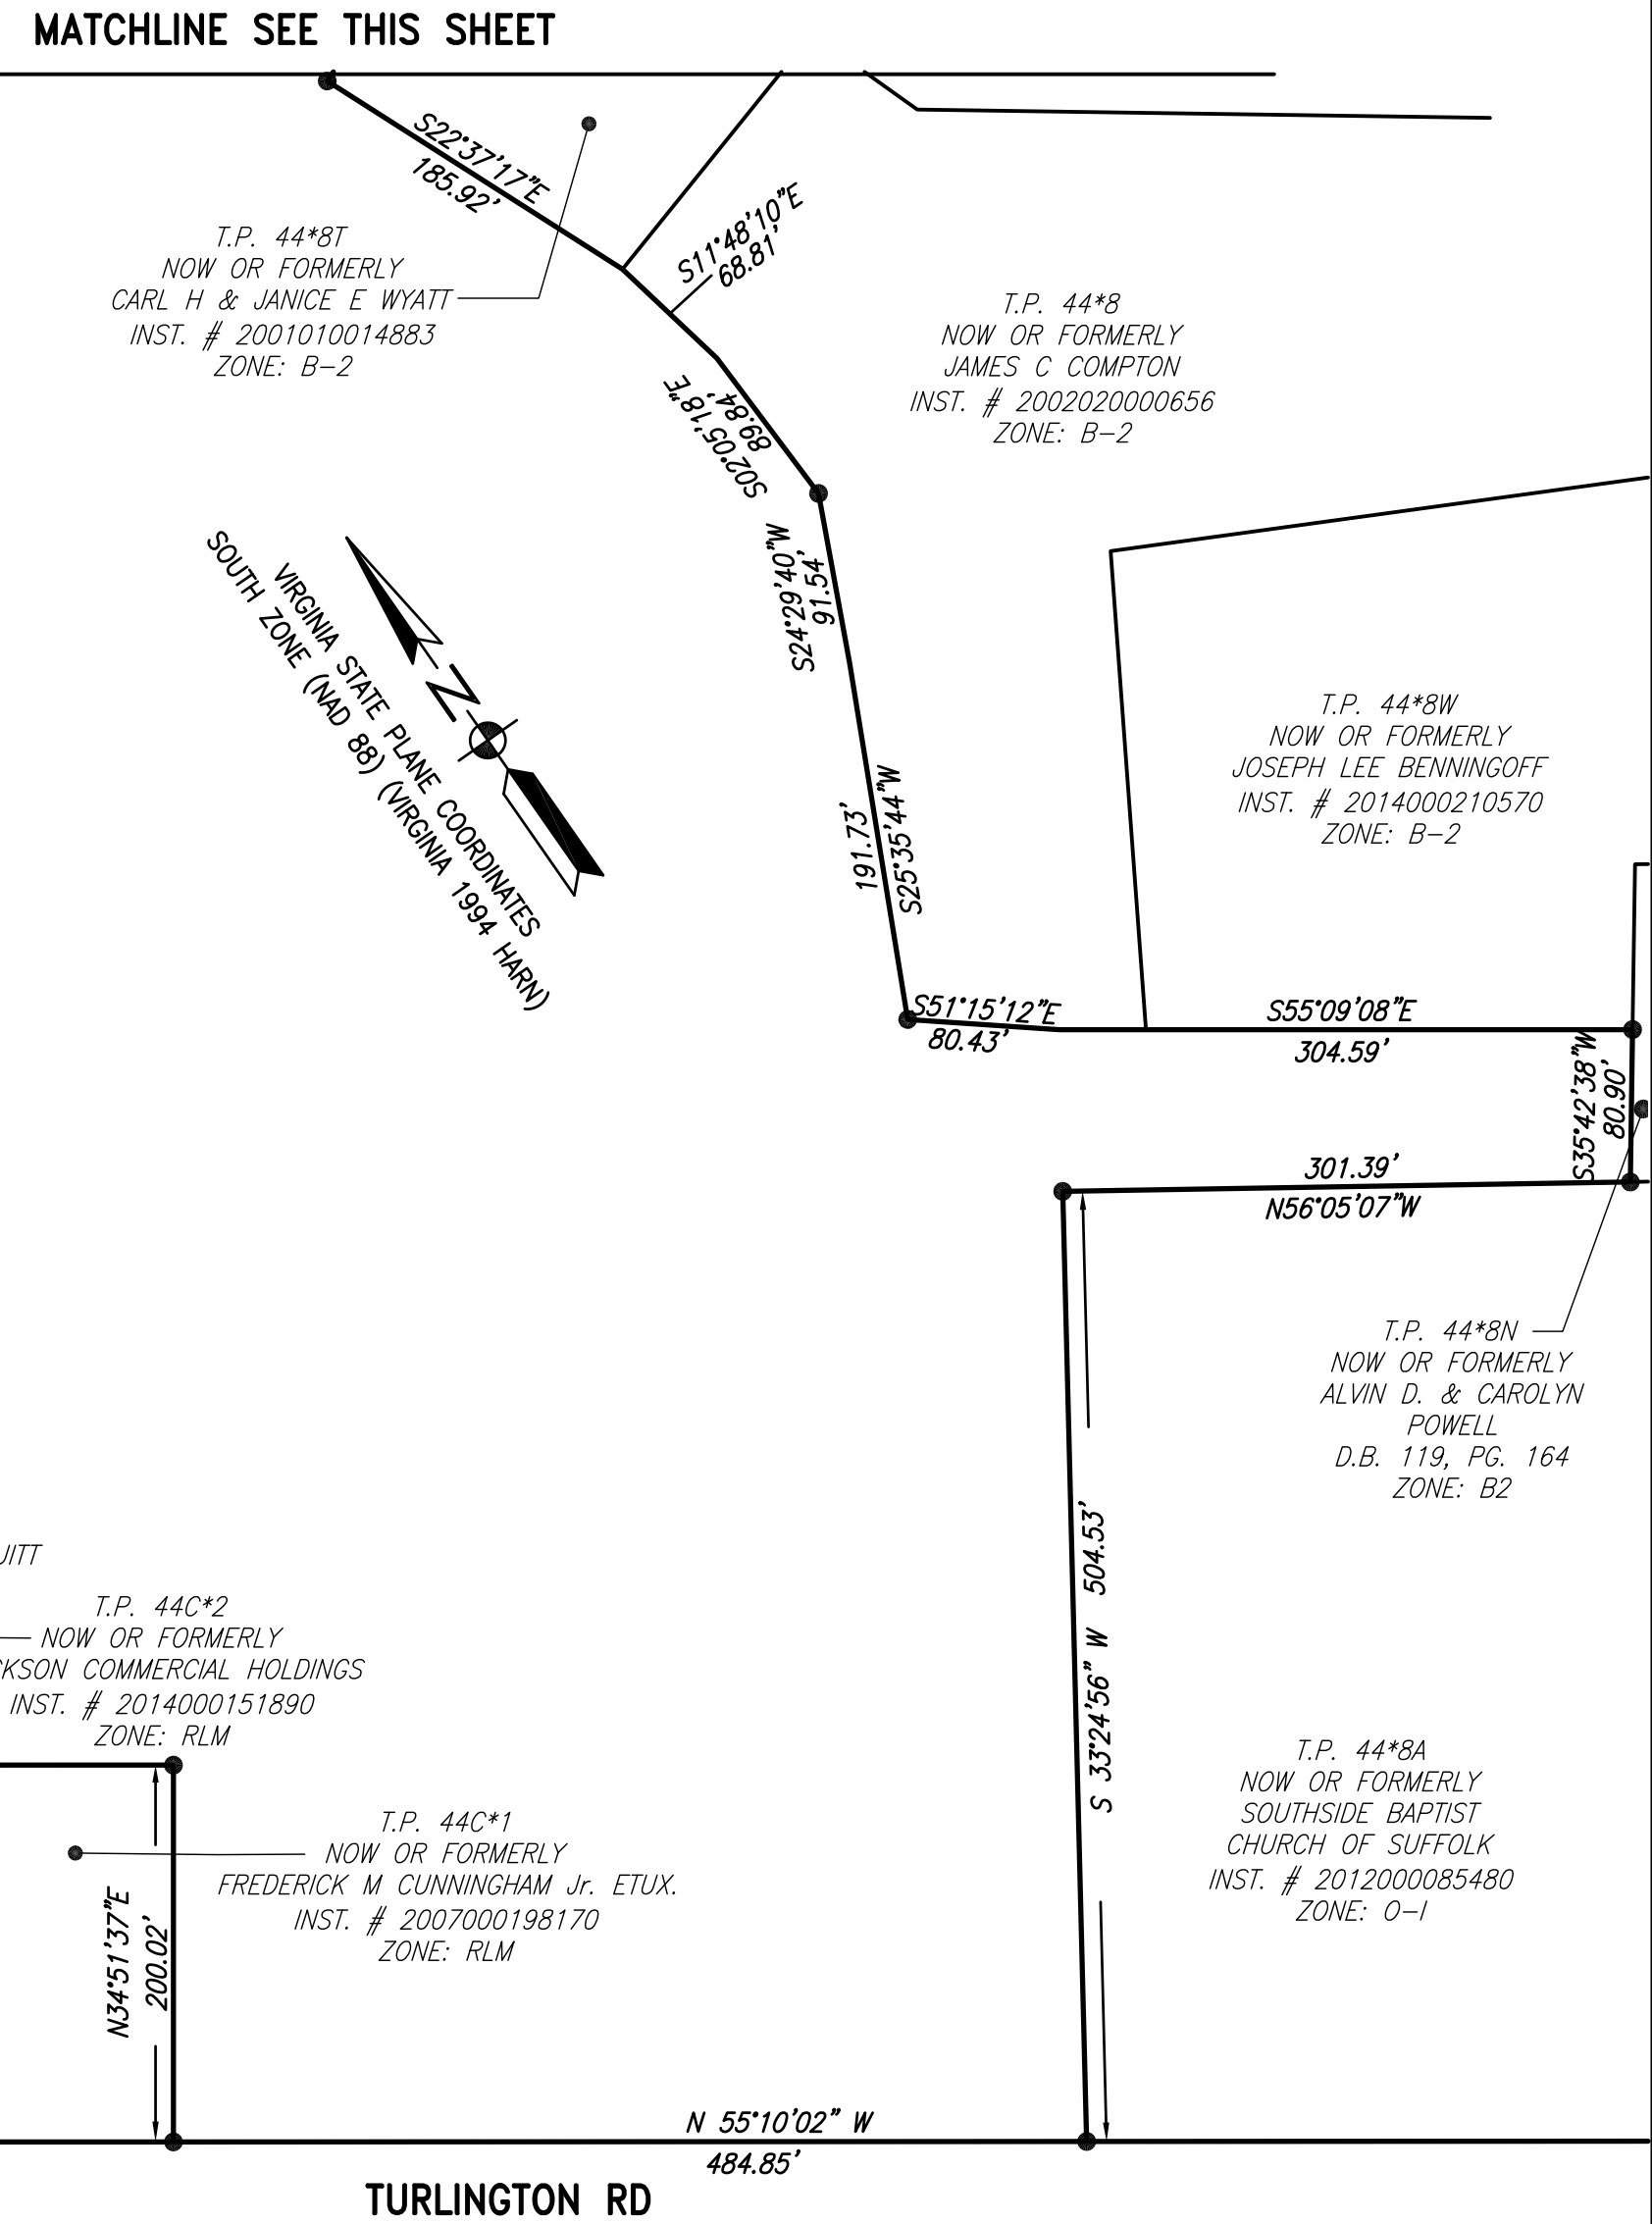 MATCHLINE SEE THIS SHEET
S22°37'17"E
185.92'
T.P. 44*8T
NOW OR FORMERLY
CARL H & JANICE E WYATT
INST. # 2001010014883
ZONE: B-2
S11°48'10"E
68.81'
T.P. 44*8
NOW OR FORMERLY
JAMES C COMPTON
INST. # 2002020000656
ZONE: B-2
S02°05'18"E
89.84'
S24°29'40"W
91.54'
VIRGINIA STATE PLANE COORDINATES
SOUTH ZONE (NAD 88) (VIRGINIA 1994 HARN)
N
T.P. 44*8W
NOW OR FORMERLY
JOSEPH LEE BENNINGOFF
INST. # 2014000210570
ZONE: B-2
191.73'
S25°35'44"W
S51°15'12"E
80.43'
S55°09'08"E
304.59'
S35°42'38"W
80.90'
301.39'
N56°05'07"W
T.P. 44*8N
NOW OR FORMERLY
ALVIN D. & CAROLYN
POWELL
D.B. 119, PG. 164
ZONE: B2
S 33°24'56" W 504.53'
UITT
T.P. 44C*2
NOW OR FORMERLY
CKSON COMMERCIAL HOLDINGS
INST. # 2014000151890
ZONE: RLM
T.P. 44C*1
NOW OR FORMERLY
FREDERICK M CUNNINGHAM Jr. ETUX.
INST. # 2007000198170
ZONE: RLM
N34°51'37"E
200.02'
T.P. 44*8A
NOW OR FORMERLY
SOUTHSIDE BAPTIST
CHURCH OF SUFFOLK
INST. # 2012000085480
ZONE: O-I
N 55°10'02" W
484.85'
TURLINGTON RD